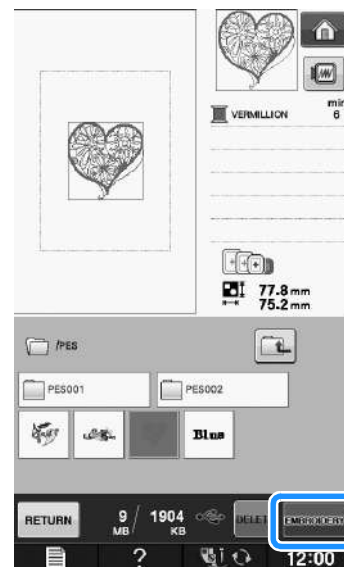 VERMILLION
min
6
77.8 mm
75.2 mm
/PES
PES001
PES002
Blue
RETURN
9 MB / 1904 KB
DELET
EMBROIDERY
?
12:00